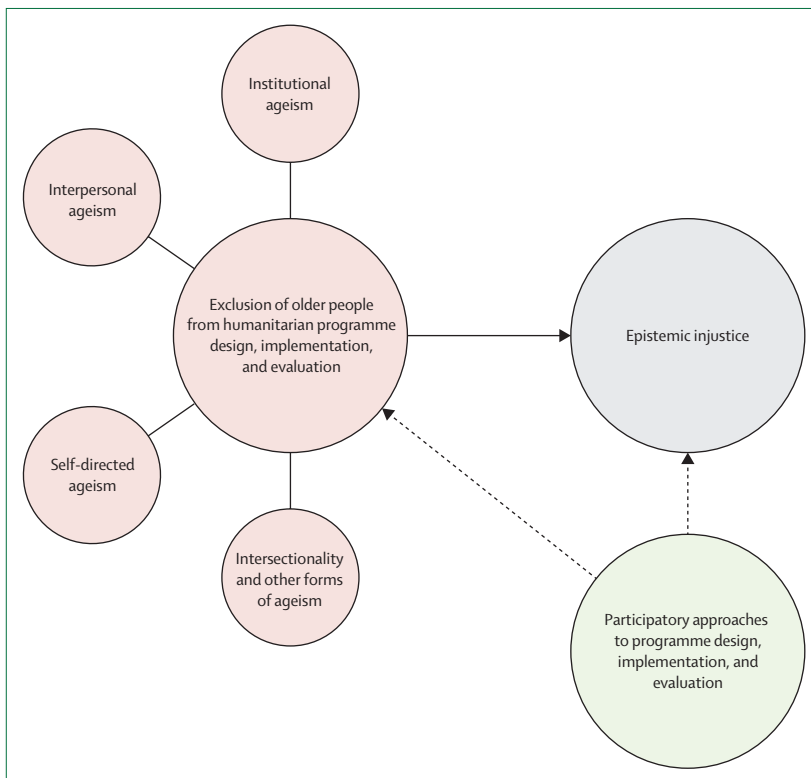 Institutional
ageism
Interpersonal
ageism
Exclusion of older people
from humanitarian programme
design, implementation,
and evaluation
Epistemic injustice
Self-directed
ageism
Intersectionality
and other forms
of ageism
Participatory approaches
to programme design,
implementation, and
evaluation